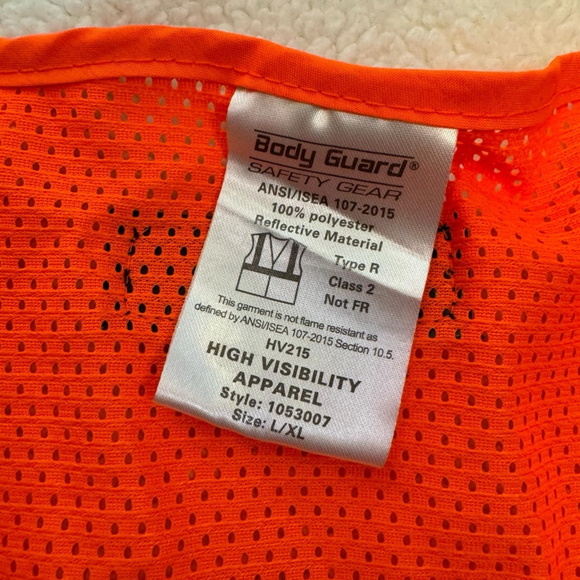 Body Guard®
SAFETY GEAR
ANSI/ISEA 107-2015
100% polyester
Reflective Material
Type R
Class 2
Not FR
This garment is not flame resistant as
defined by ANSI/ISEA 107-2015 Section 10.5.
HV215
HIGH VISIBILITY
APPAREL
Style: 1053007
Size: L/XL